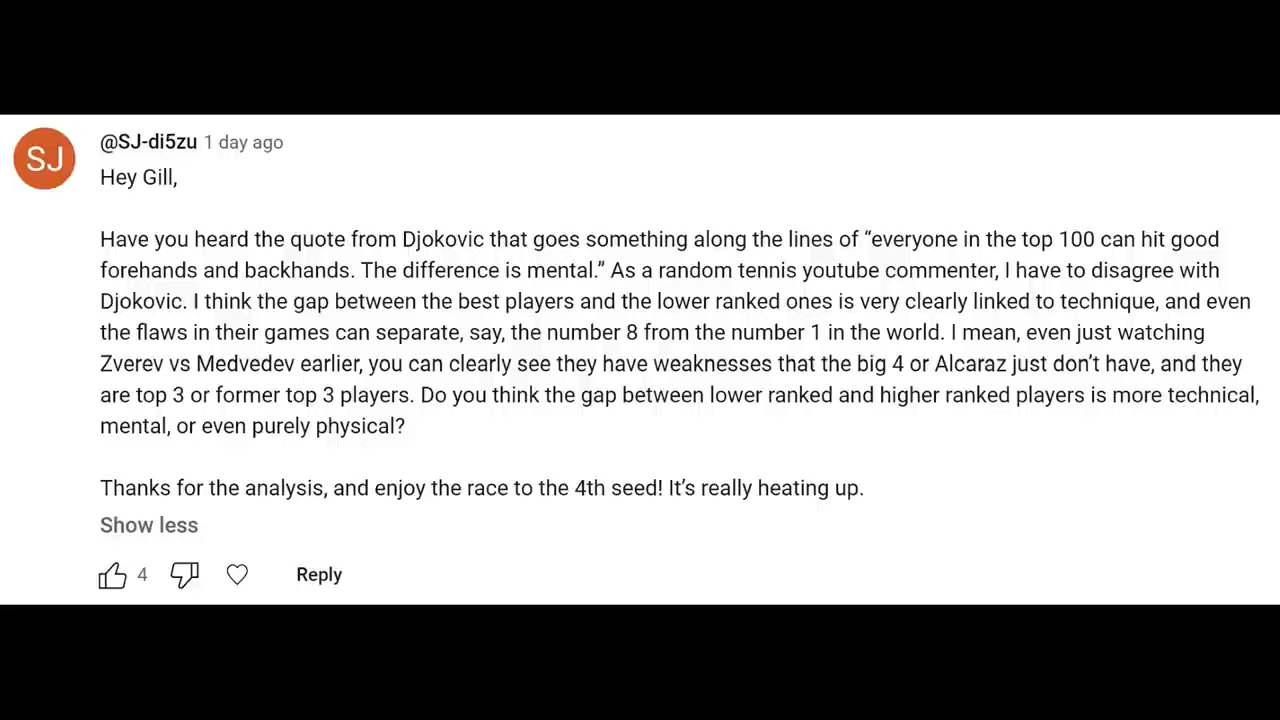 SJ
@SJ-di5zu 1 day ago
Hey Gill,
Have you heard the quote from Djokovic that goes something along the lines of “everyone in the top 100 can hit good
forehands and backhands. The difference is mental.” As a random tennis youtube commenter, I have to disagree with
Djokovic. I think the gap between the best players and the lower ranked ones is very clearly linked to technique, and even
the flaws in their games can separate, say, the number 8 from the number 1 in the world. I mean, even just watching
Zverev vs Medvedev earlier, you can clearly see they have weaknesses that the big 4 or Alcaraz just don’t have, and they
are top 3 or former top 3 players. Do you think the gap between lower ranked and higher ranked players is more technical,
mental, or even purely physical?
Thanks for the analysis, and enjoy the race to the 4th seed! It’s really heating up.
Show less
4 Reply